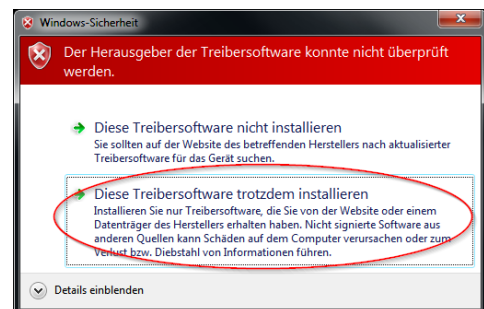 Windows-Sicherheit
Der Herausgeber der Treibersoftware konnte nicht überprüft
werden.
Diese Treibersoftware nicht installieren
Sie sollten auf der Website des betreffenden Herstellers nach aktualisierter
Treibersoftware für das Gerät suchen.
Diese Treibersoftware trotzdem installieren
Installieren Sie nur Treibersoftware, die Sie von der Website oder einem
Datenträger des Herstellers erhalten haben. Nicht signierte Software aus
anderen Quellen kann Schäden auf dem Computer verursachen oder zum
Verlust bzw. Diebstahl von Informationen führen.
Details einblenden